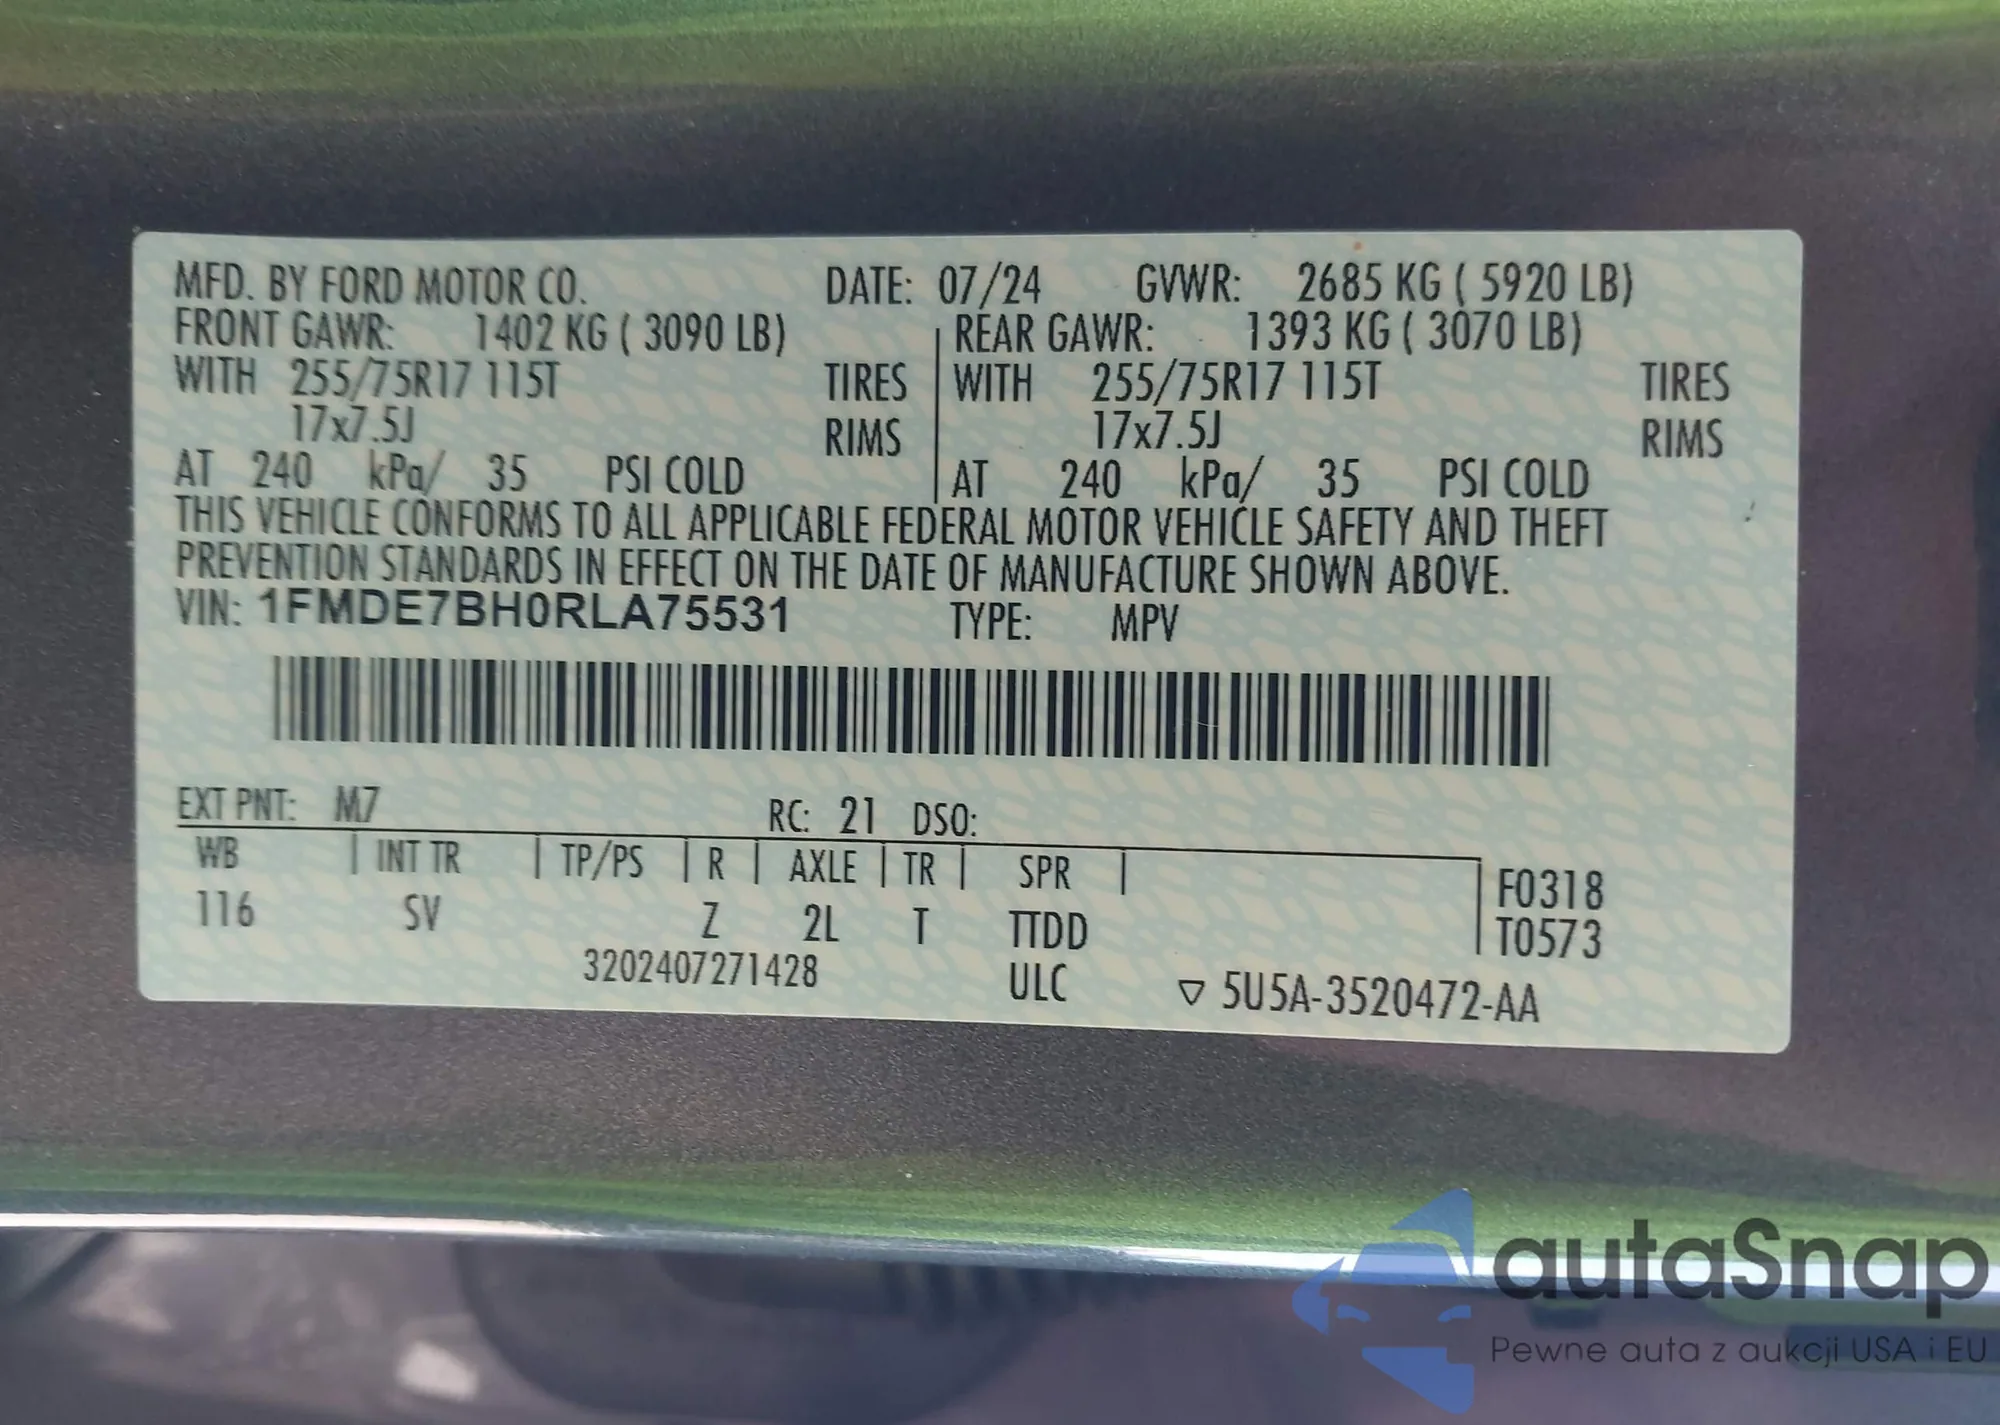 MFD. BY FORD MOTOR CO. DATE: 07/24 GVWR: 2685 KG ( 5920 LB)
FRONT GAWR: 1402 KG ( 3090 LB) REAR GAWR: 1393 KG ( 3070 LB)
WITH 255/75R17 115T TIRES WITH 255/75R17 115T TIRES
17x7.5J RIMS 17x7.5J RIMS
AT 240 kPa/ 35 PSI COLD AT 240 kPa/ 35 PSI COLD
THIS VEHICLE CONFORMS TO ALL APPLICABLE FEDERAL MOTOR VEHICLE SAFETY AND THEFT
PREVENTION STANDARDS IN EFFECT ON THE DATE OF MANUFACTURE SHOWN ABOVE.
VIN: 1FMDE7BH0RLA75531 TYPE: MPV
EXT PNT: M7 RC: 21 DSO:
WB INT TR TP/PS R AXLE TR SPR F0318
116 SV Z 2L T TTDD T0573
3202407271428 ULC ▽ 5U5A-3520472-AA
autaSnap
Pewne auta z aukcji USA i EU